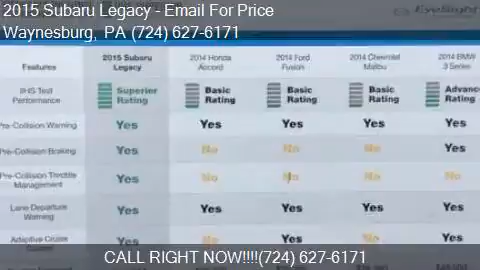 2015 Subaru Legacy - Email For Price
Waynesburg, PA (724) 627-6171
EyeSight
Features
2015 Subaru Legacy
2014 Honda Accord
2014 Ford Fusion
2014 Chevrolet Malibu
2014 BMW 3 Series
IIHS Test Performance
Superior Rating
Basic Rating
Basic Rating
Basic Rating
Advance Rating
Pre-Collision Warning Yes Yes Yes Yes Yes
Pre-Collision Braking Yes No No No Yes
Pre-Collision Throttle Management Yes No No No
Lane Departure Warning Yes Yes Yes Yes Yes
Adaptive Cruise Yes No Yes No Yes
CALL RIGHT NOW!!!!(724) 627-6171